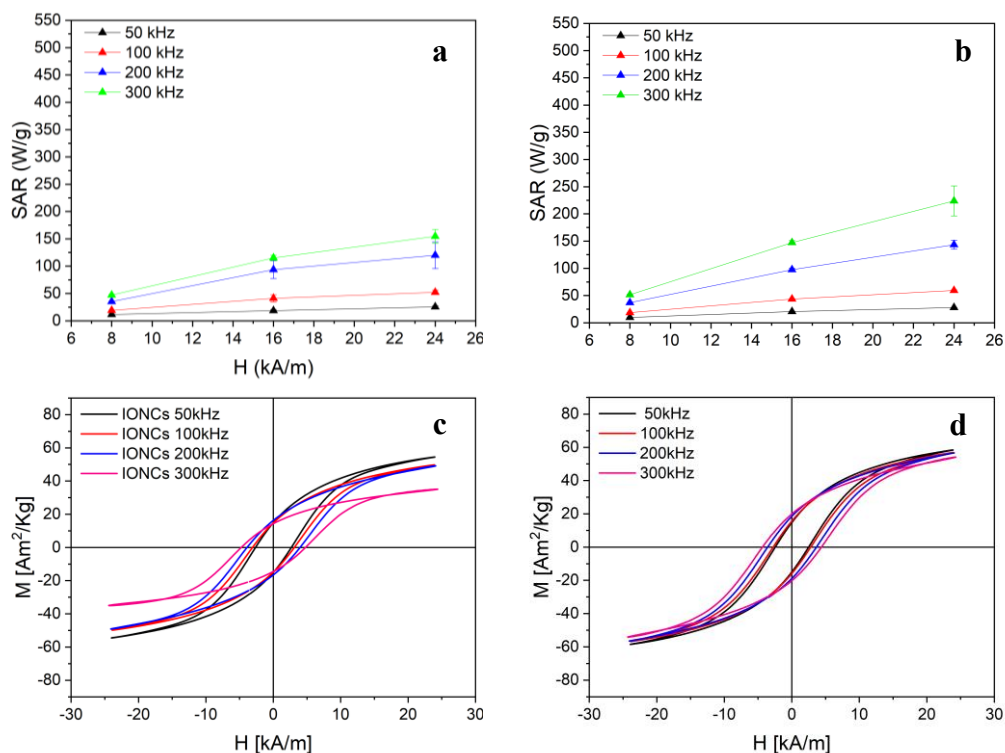 a
50 kHz
100 kHz
200 kHz
300 kHz
SAR (W/g)
550
500
450
400
350
300
250
200
150
100
50
0
6 8 10 12 14 16 18 20 22 24 26
H (kA/m)
b
50 kHz
100 kHz
200 kHz
300 kHz
SAR (W/g)
550
500
450
400
350
300
250
200
150
100
50
0
6 8 10 12 14 16 18 20 22 24 26
H (kA/m)
c
IONCs 50kHz
IONCs 100kHz
IONCs 200kHz
IONCs 300kHz
M [Am²/Kg]
80
60
40
20
0
-20
-40
-60
-80
-30 -20 -10 0 10 20 30
H [kA/m]
d
50kHz
100kHz
200kHz
300kHz
M [Am²/Kg]
80
60
40
20
0
-20
-40
-60
-80
-30 -20 -10 0 10 20 30
H [kA/m]